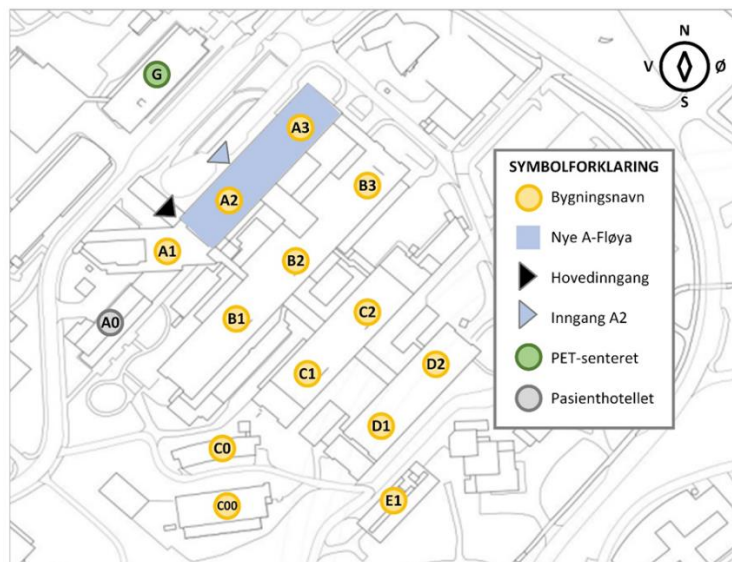 N
V
Ø
S
G
A3
A2
B3
A1
B2
A0
B1
C2
C1
D2
D1
C0
C00
E1
SYMBOLFORKLARING
Bygningsnavn
Nye A-Fløya
Hovedinngang
Inngang A2
PET-senteret
Pasienthotellet